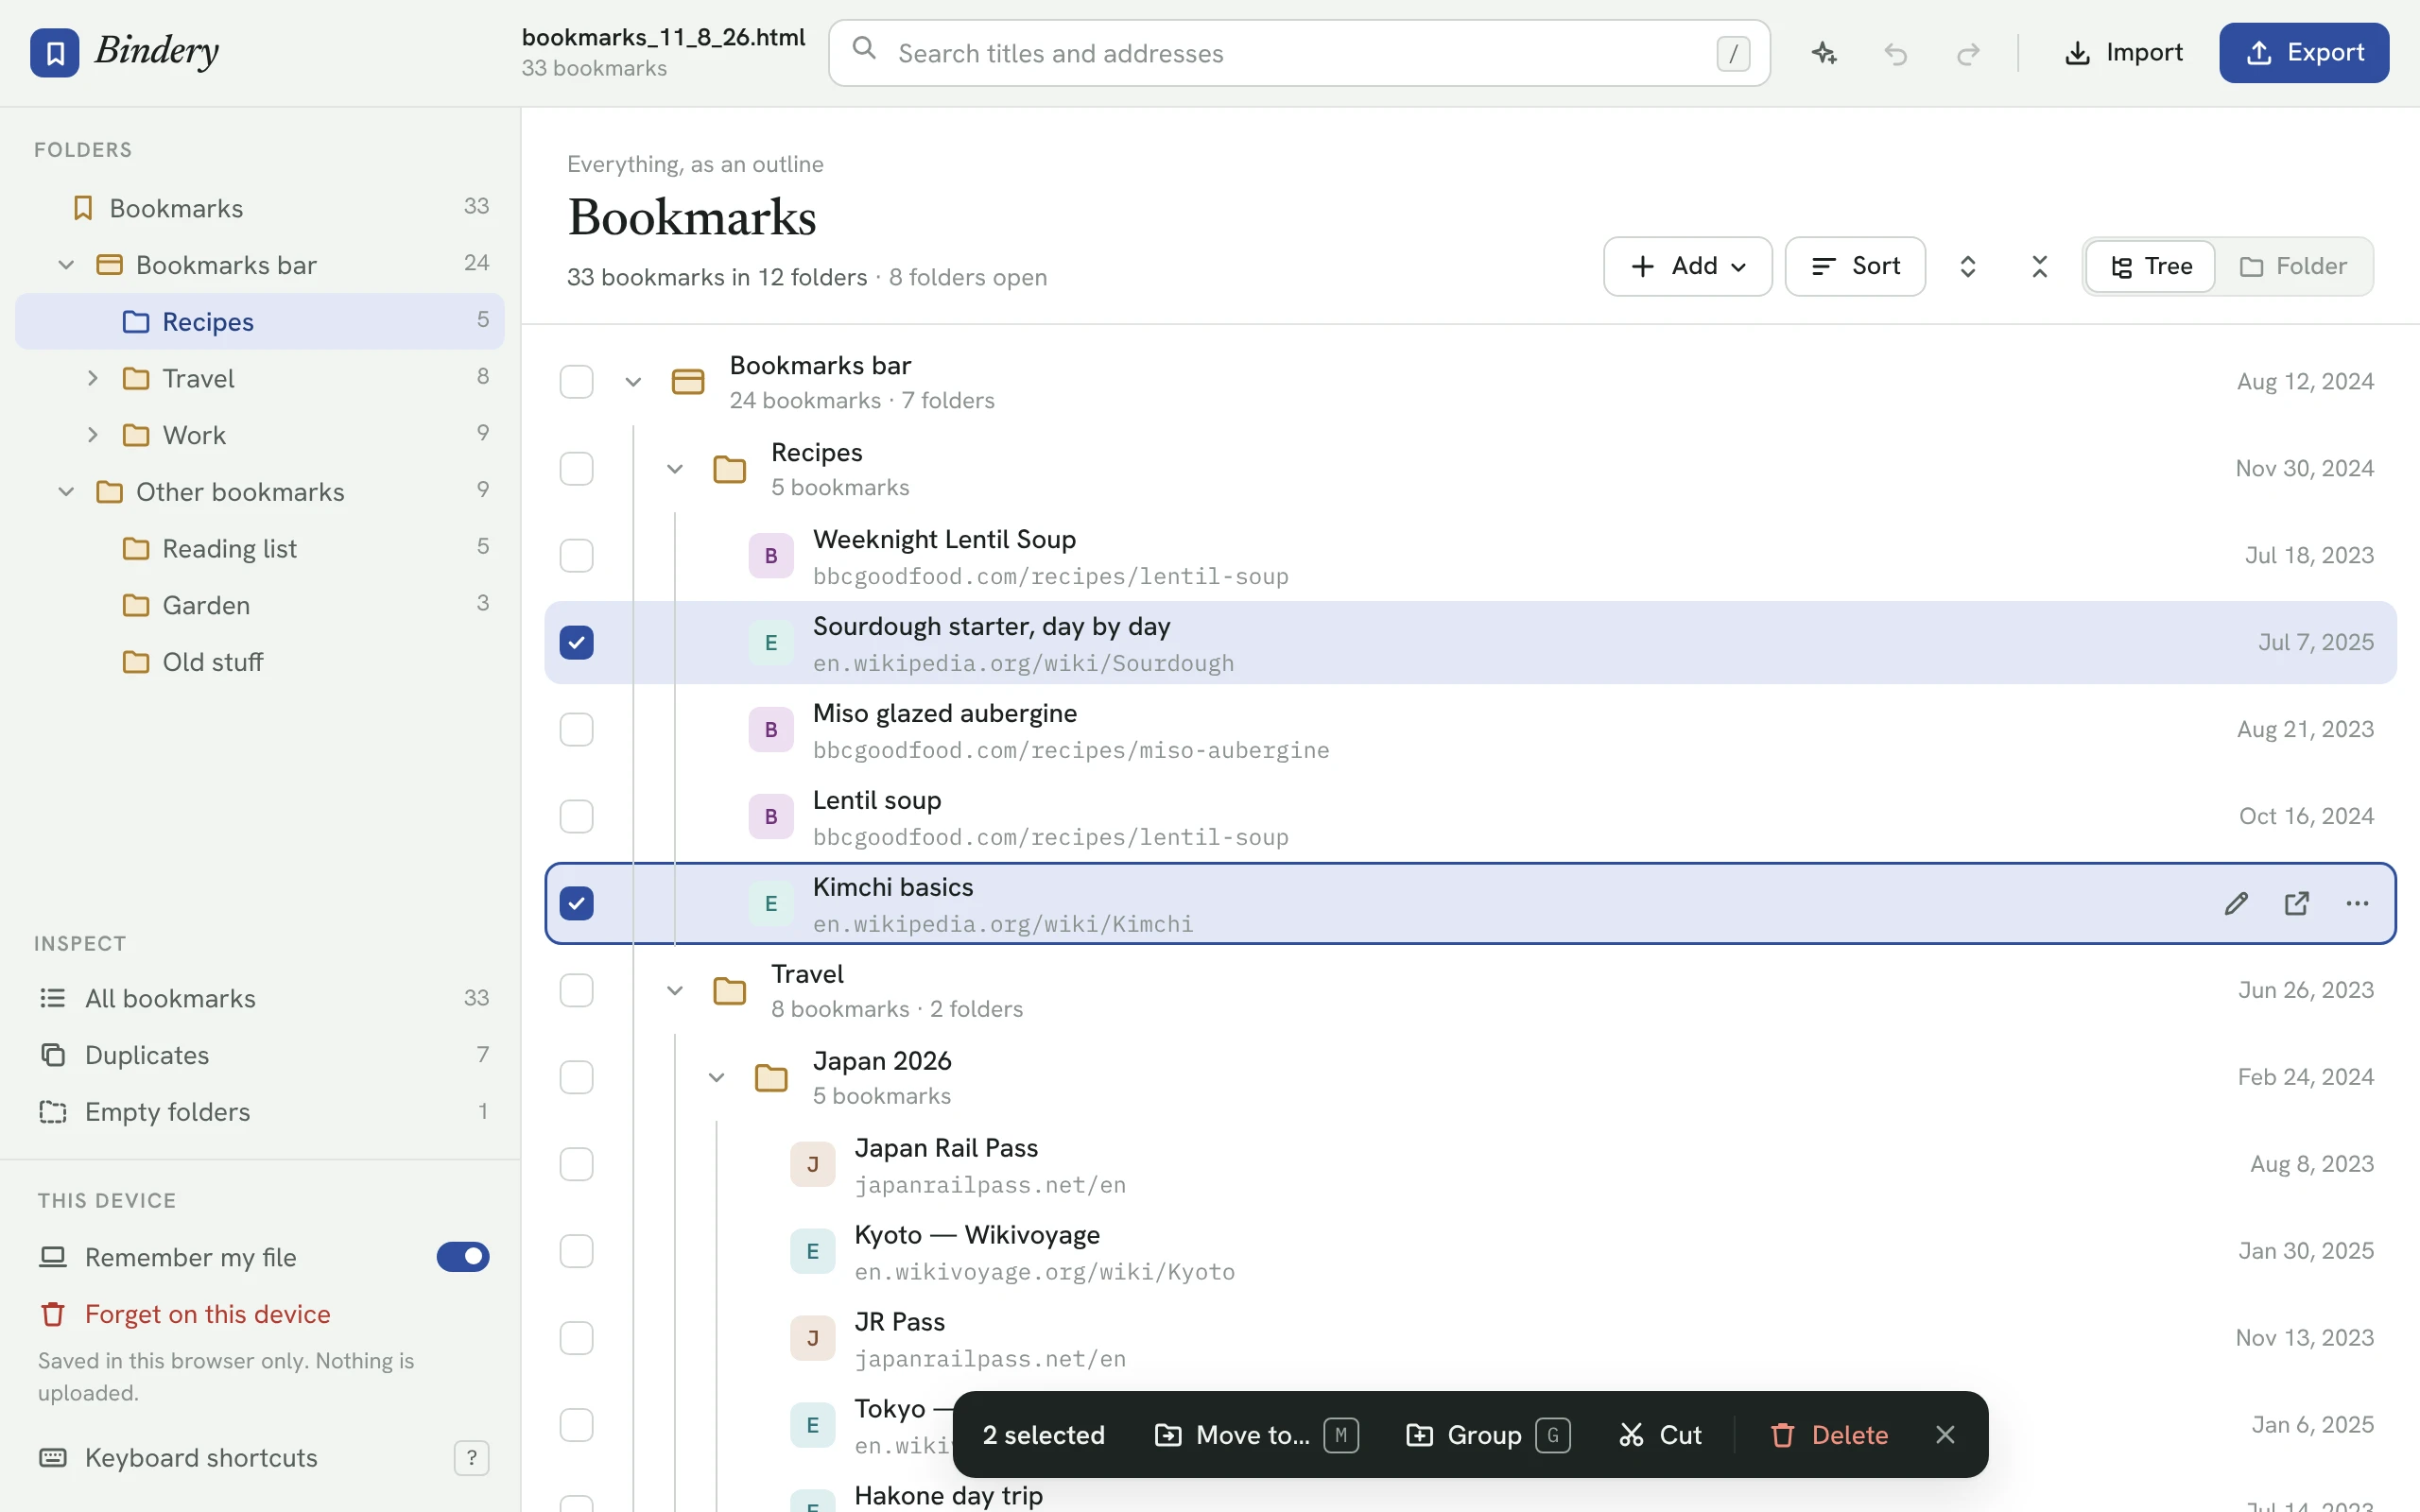 Bindery
bookmarks_11_8_26.html
33 bookmarks
Search titles and addresses
/
Import
Export
FOLDERS
Bookmarks 33
Bookmarks bar 24
Recipes 5
Travel 8
Work 9
Other bookmarks 9
Reading list 5
Garden 3
Old stuff
INSPECT
All bookmarks 33
Duplicates 7
Empty folders 1
THIS DEVICE
Remember my file
Forget on this device
Saved in this browser only. Nothing is
uploaded.
Keyboard shortcuts ?
Everything, as an outline
Bookmarks
33 bookmarks in 12 folders · 8 folders open
Add
Sort
Tree
Folder
Bookmarks bar
24 bookmarks · 7 folders
Aug 12, 2024
Recipes
5 bookmarks
Nov 30, 2024
B
Weeknight Lentil Soup
bbcgoodfood.com/recipes/lentil-soup
Jul 18, 2023
E
Sourdough starter, day by day
en.wikipedia.org/wiki/Sourdough
Jul 7, 2025
B
Miso glazed aubergine
bbcgoodfood.com/recipes/miso-aubergine
Aug 21, 2023
B
Lentil soup
bbcgoodfood.com/recipes/lentil-soup
Oct 16, 2024
E
Kimchi basics
en.wikipedia.org/wiki/Kimchi
Travel
8 bookmarks · 2 folders
Jun 26, 2023
Japan 2026
5 bookmarks
Feb 24, 2024
J
Japan Rail Pass
japanrailpass.net/en
Aug 8, 2023
E
Kyoto — Wikivoyage
en.wikivoyage.org/wiki/Kyoto
Jan 30, 2025
J
JR Pass
japanrailpass.net/en
Nov 13, 2023
E
Tokyo —
en.wiki
Jan 6, 2025
2 selected
Move to... M
Group G
Cut
Delete
Hakone day trip